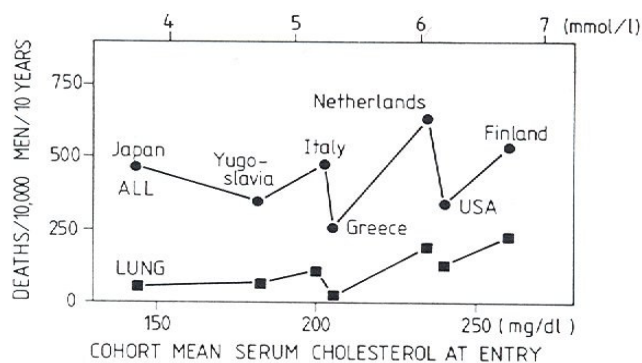 4 5 6 7 (mmol/l)
DEATHS/10,000 MEN/10 YEARS
750
500
250
0
Netherlands
Finland
Japan
Yugo-
slavia
Italy
ALL
USA
Greece
LUNG
150 200 250 (mg/dl)
COHORT MEAN SERUM CHOLESTEROL AT ENTRY